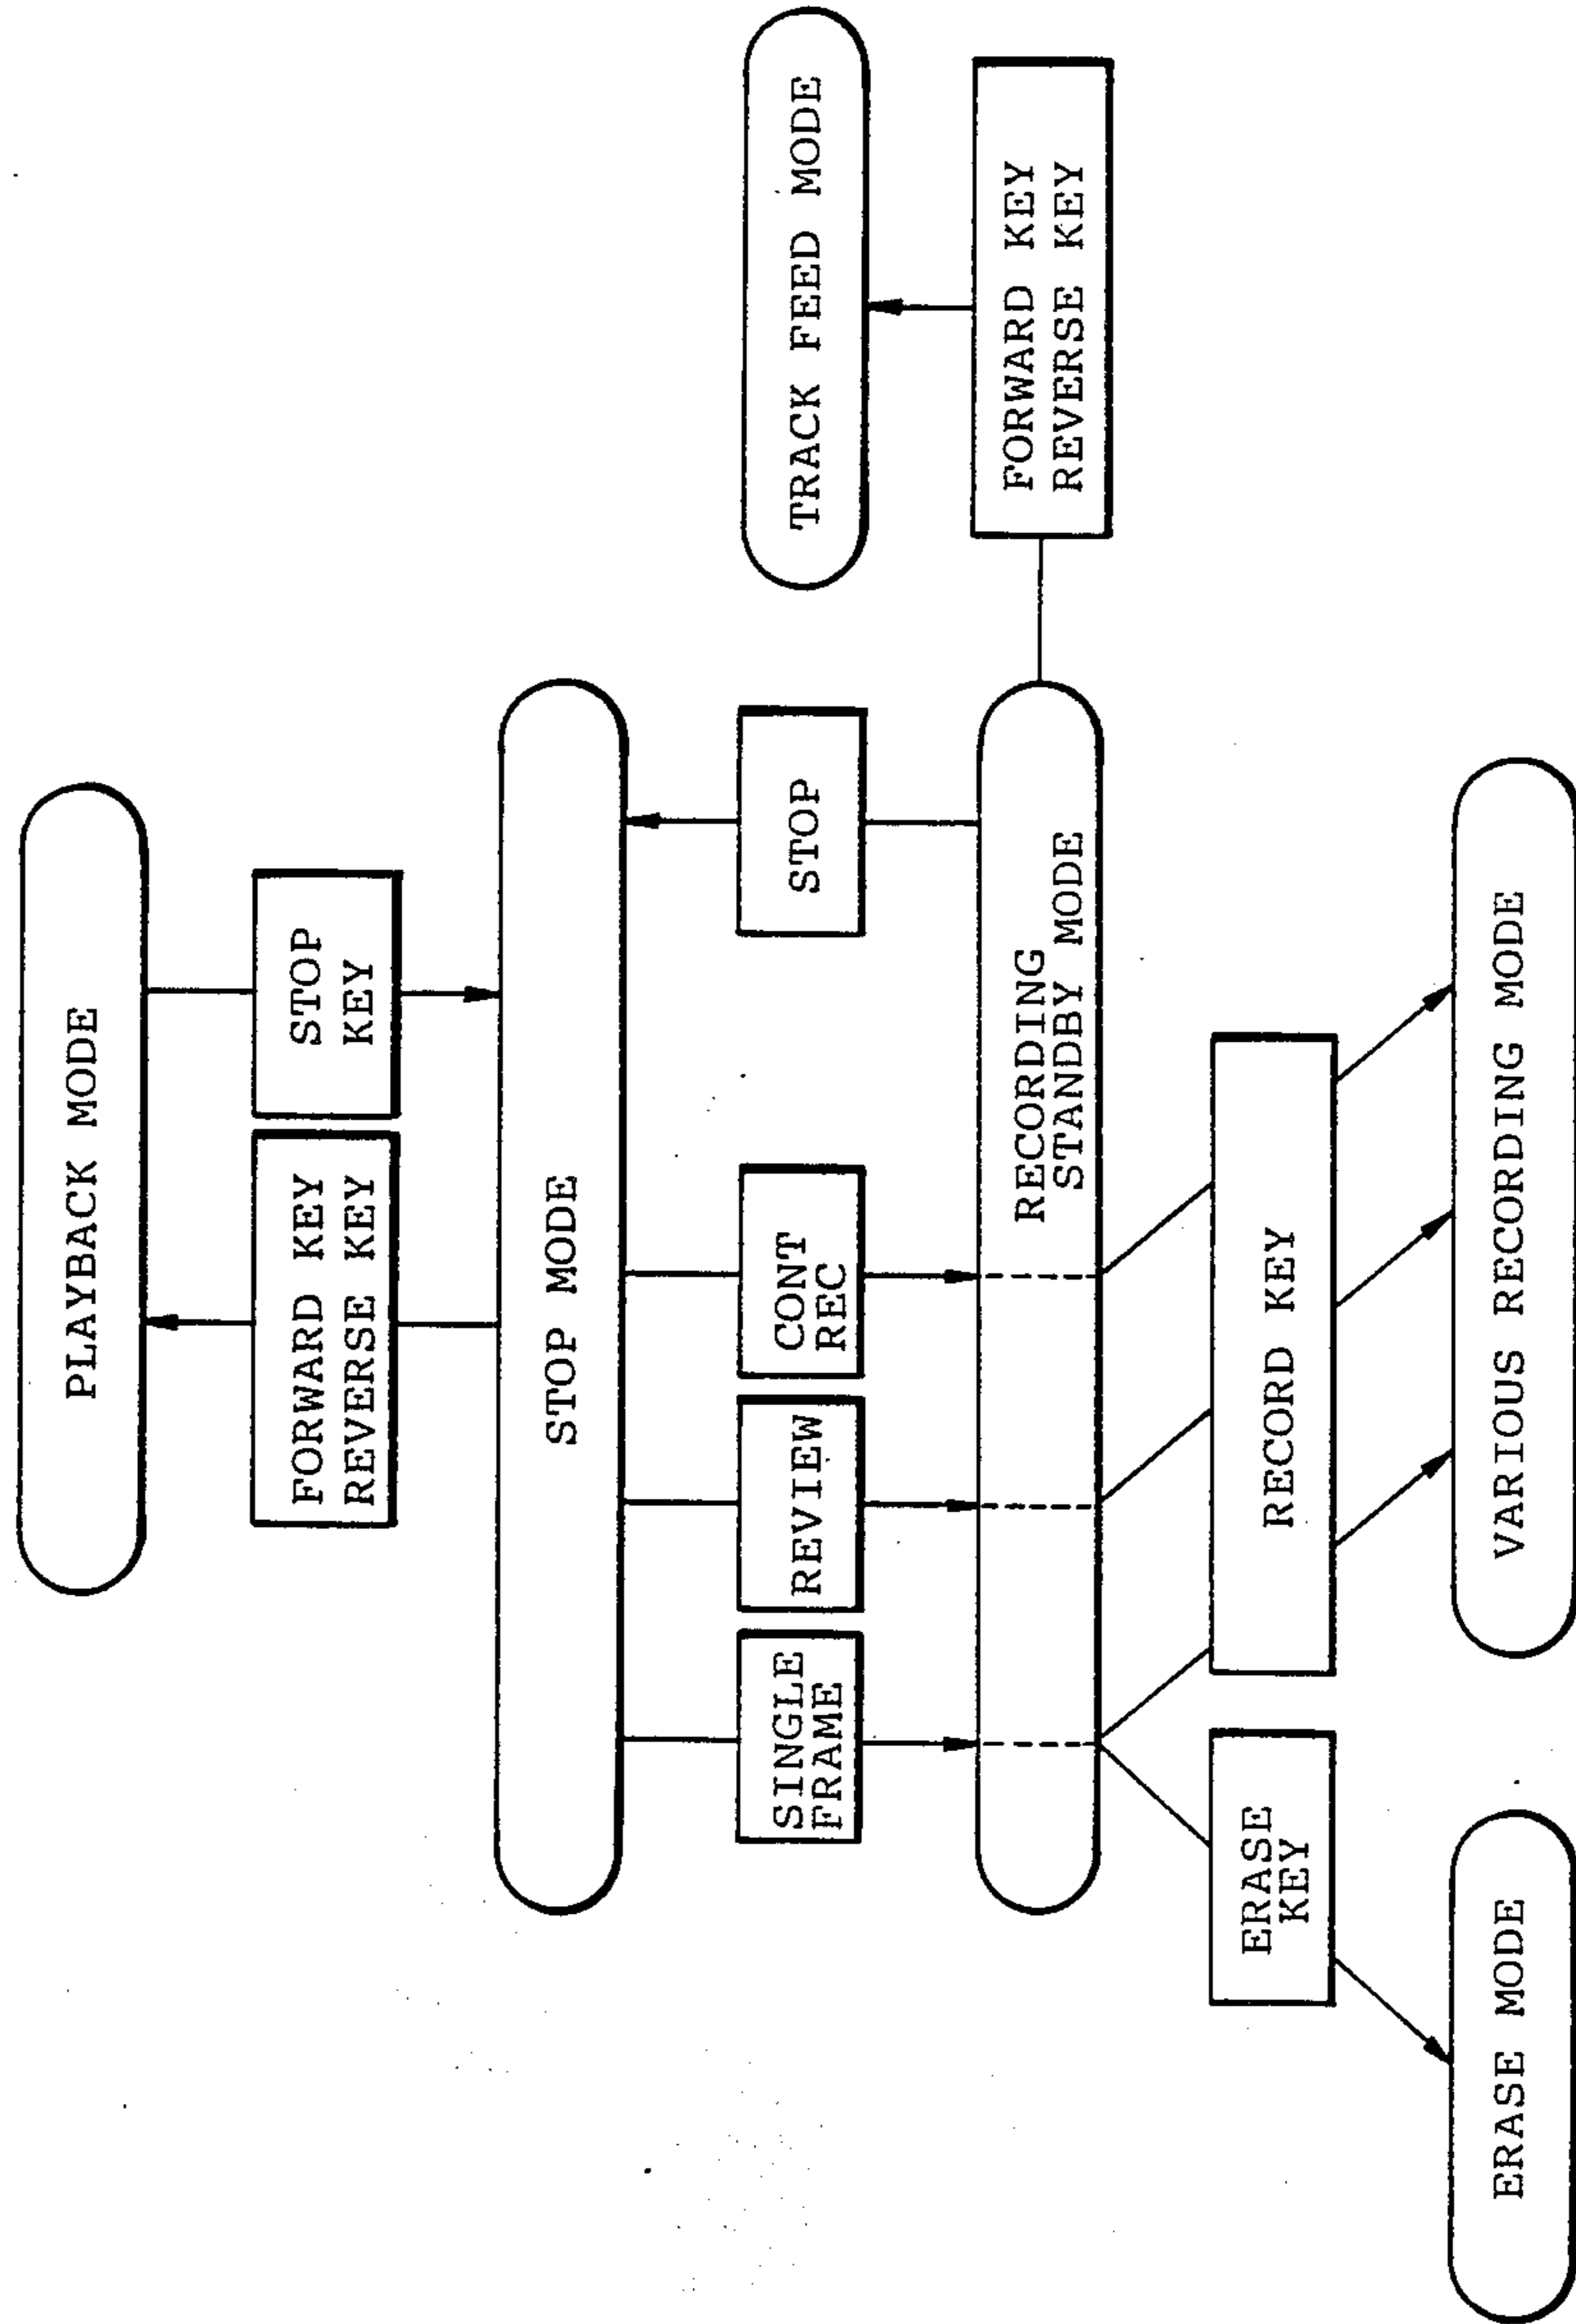 PLAYBACK MODE
FORWARD KEY
REVERSE KEY
STOP
KEY
STOP MODE
SINGLE
FRAME
REVIEW
CONT
REC
STOP
TRACK FEED MODE
RECORDING
STANDBY MODE
FORWARD KEY
REVERSE KEY
ERASE
KEY
RECORD KEY
ERASE MODE
VARIOUS RECORDING MODE